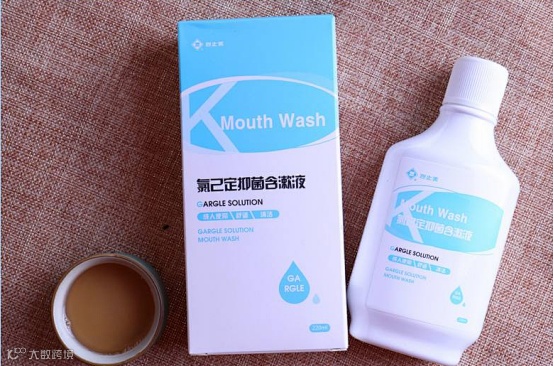 Mouth Wash
氯己定抑菌含漱液
GARGLE SOLUTION
GARGLE SOLUTION
MOUTH WASH
GA
RGLE
220ml
Mouth Wash
氯己定抑菌含漱液
GARGLE SOLUTION
GARGLE SOLUTION
MOUTH WASH
大数跨境